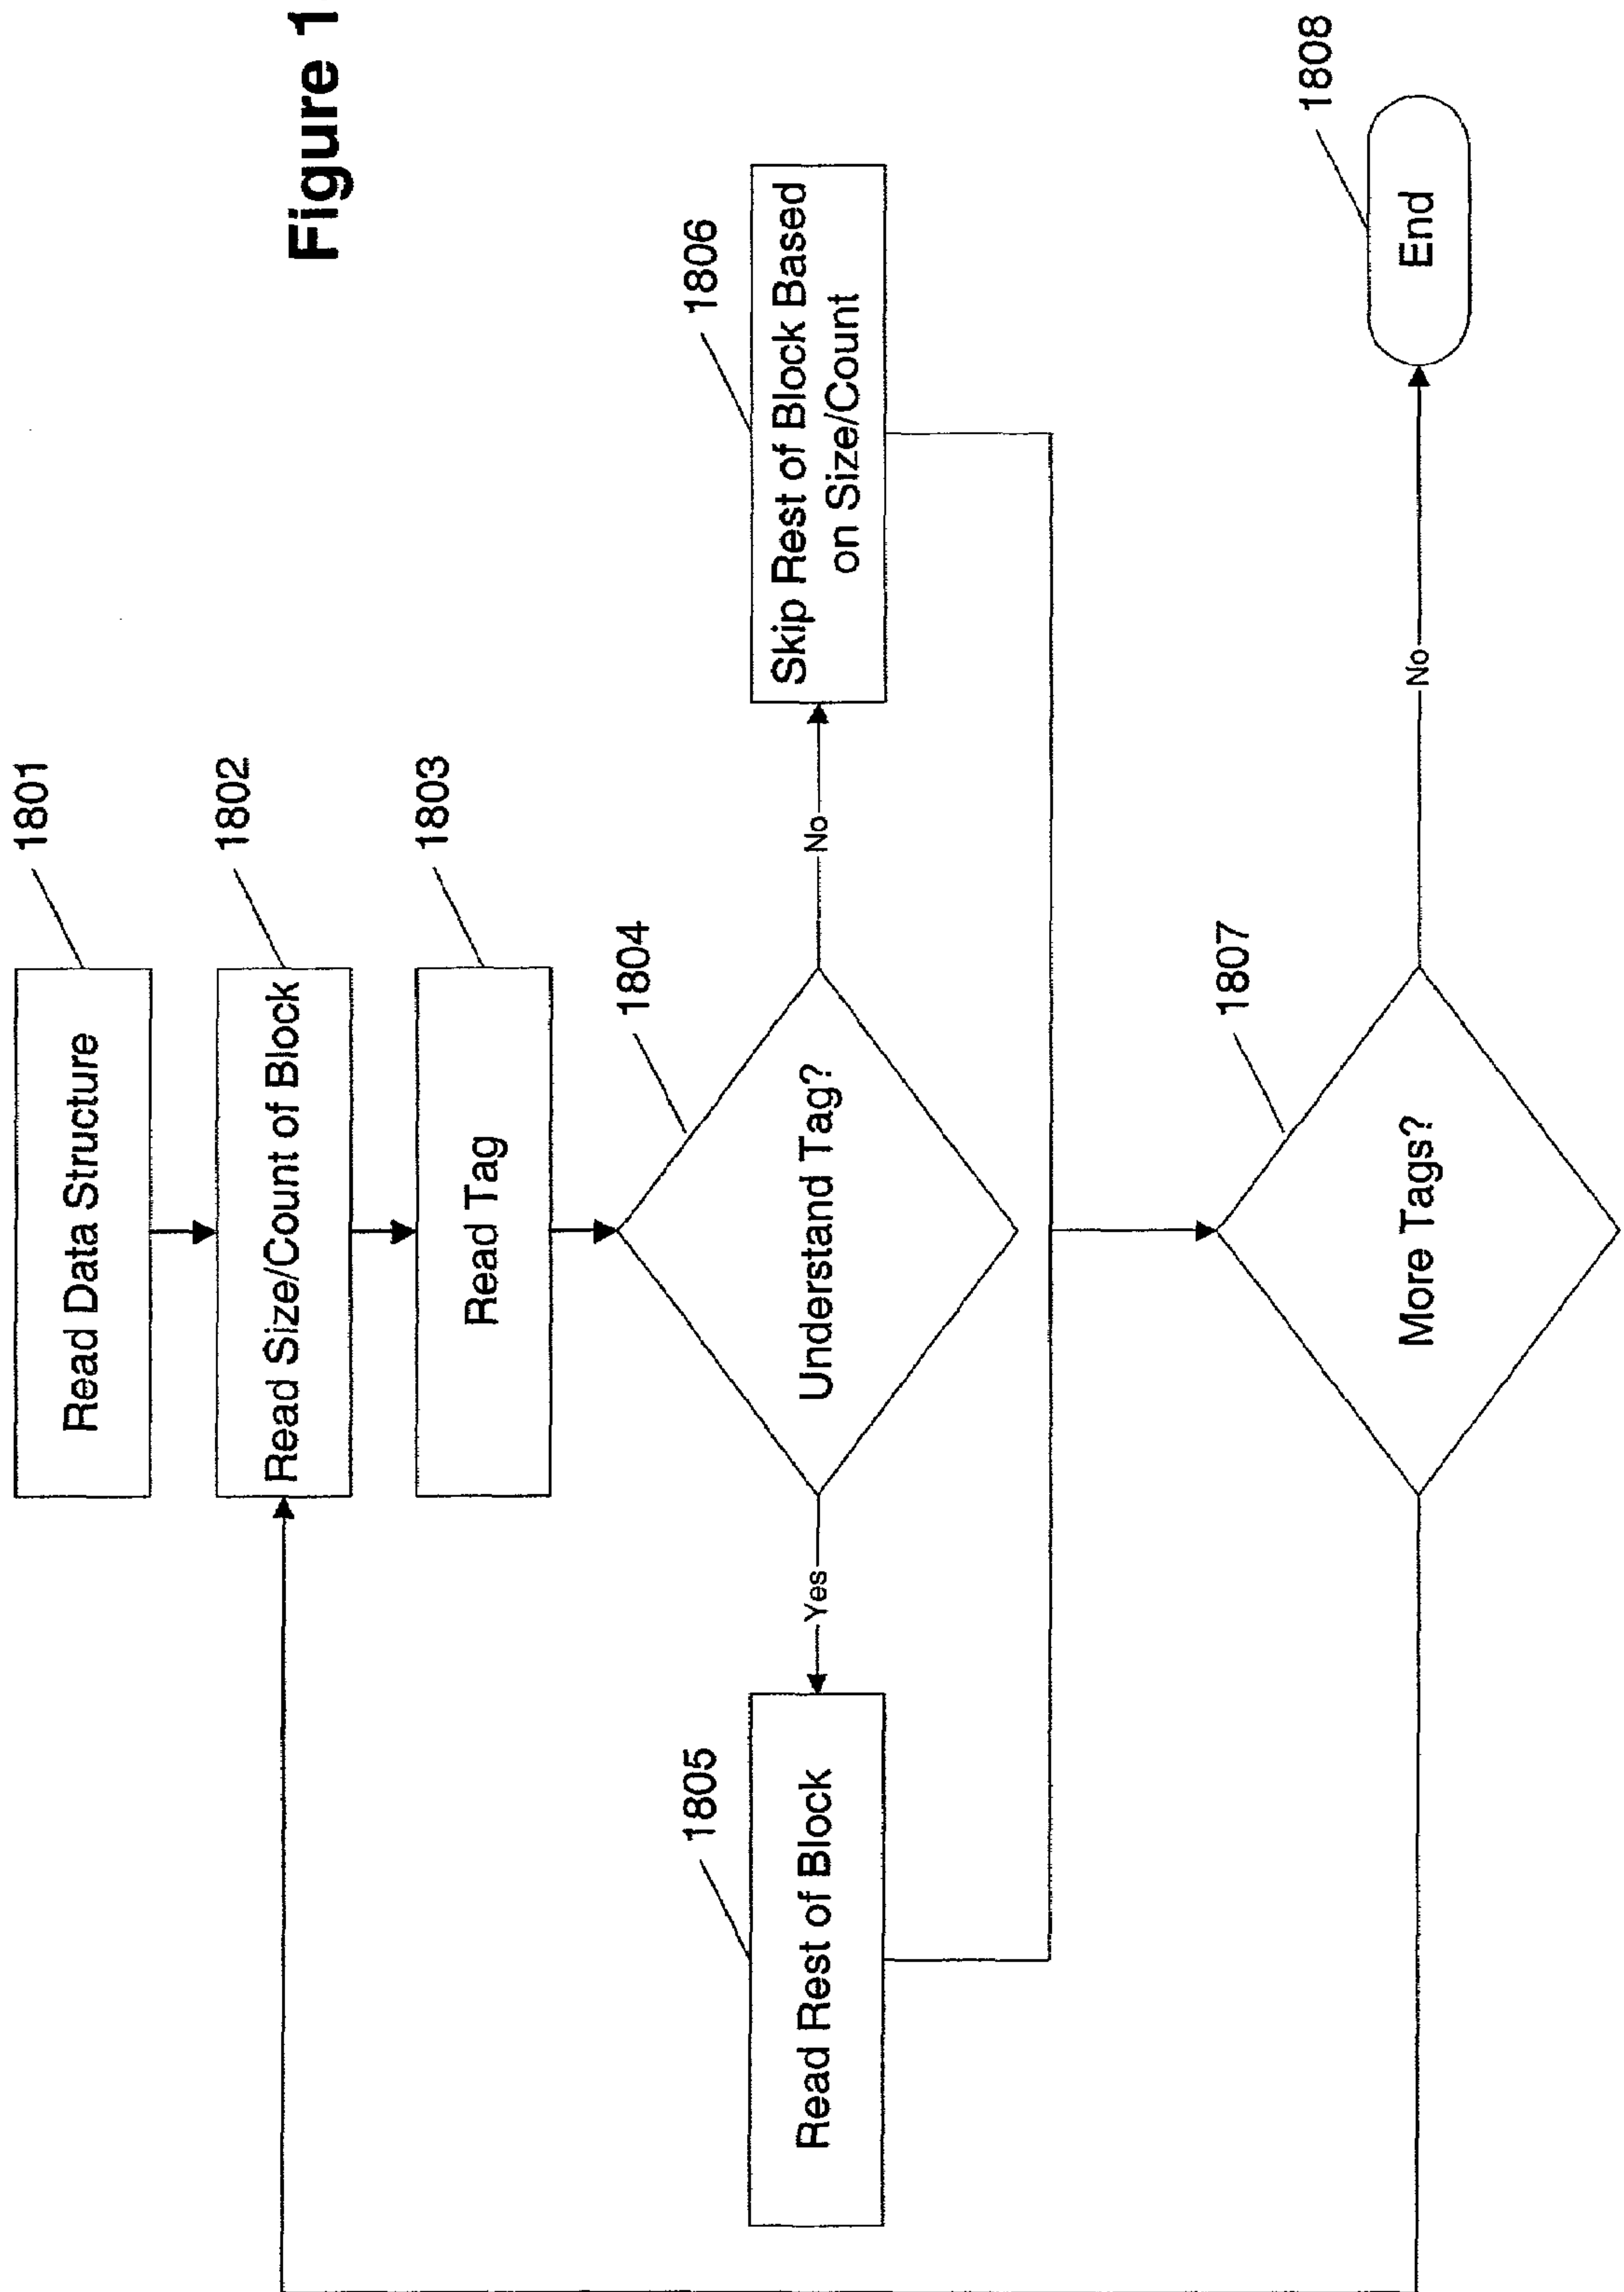 Figure 1
1801
Read Data Structure
1802
Read Size/Count of Block
1803
Read Tag
1804
Understand Tag?
Yes
No
1805
Read Rest of Block
1806
Skip Rest of Block Based
on Size/Count
1807
More Tags?
No
1808
End